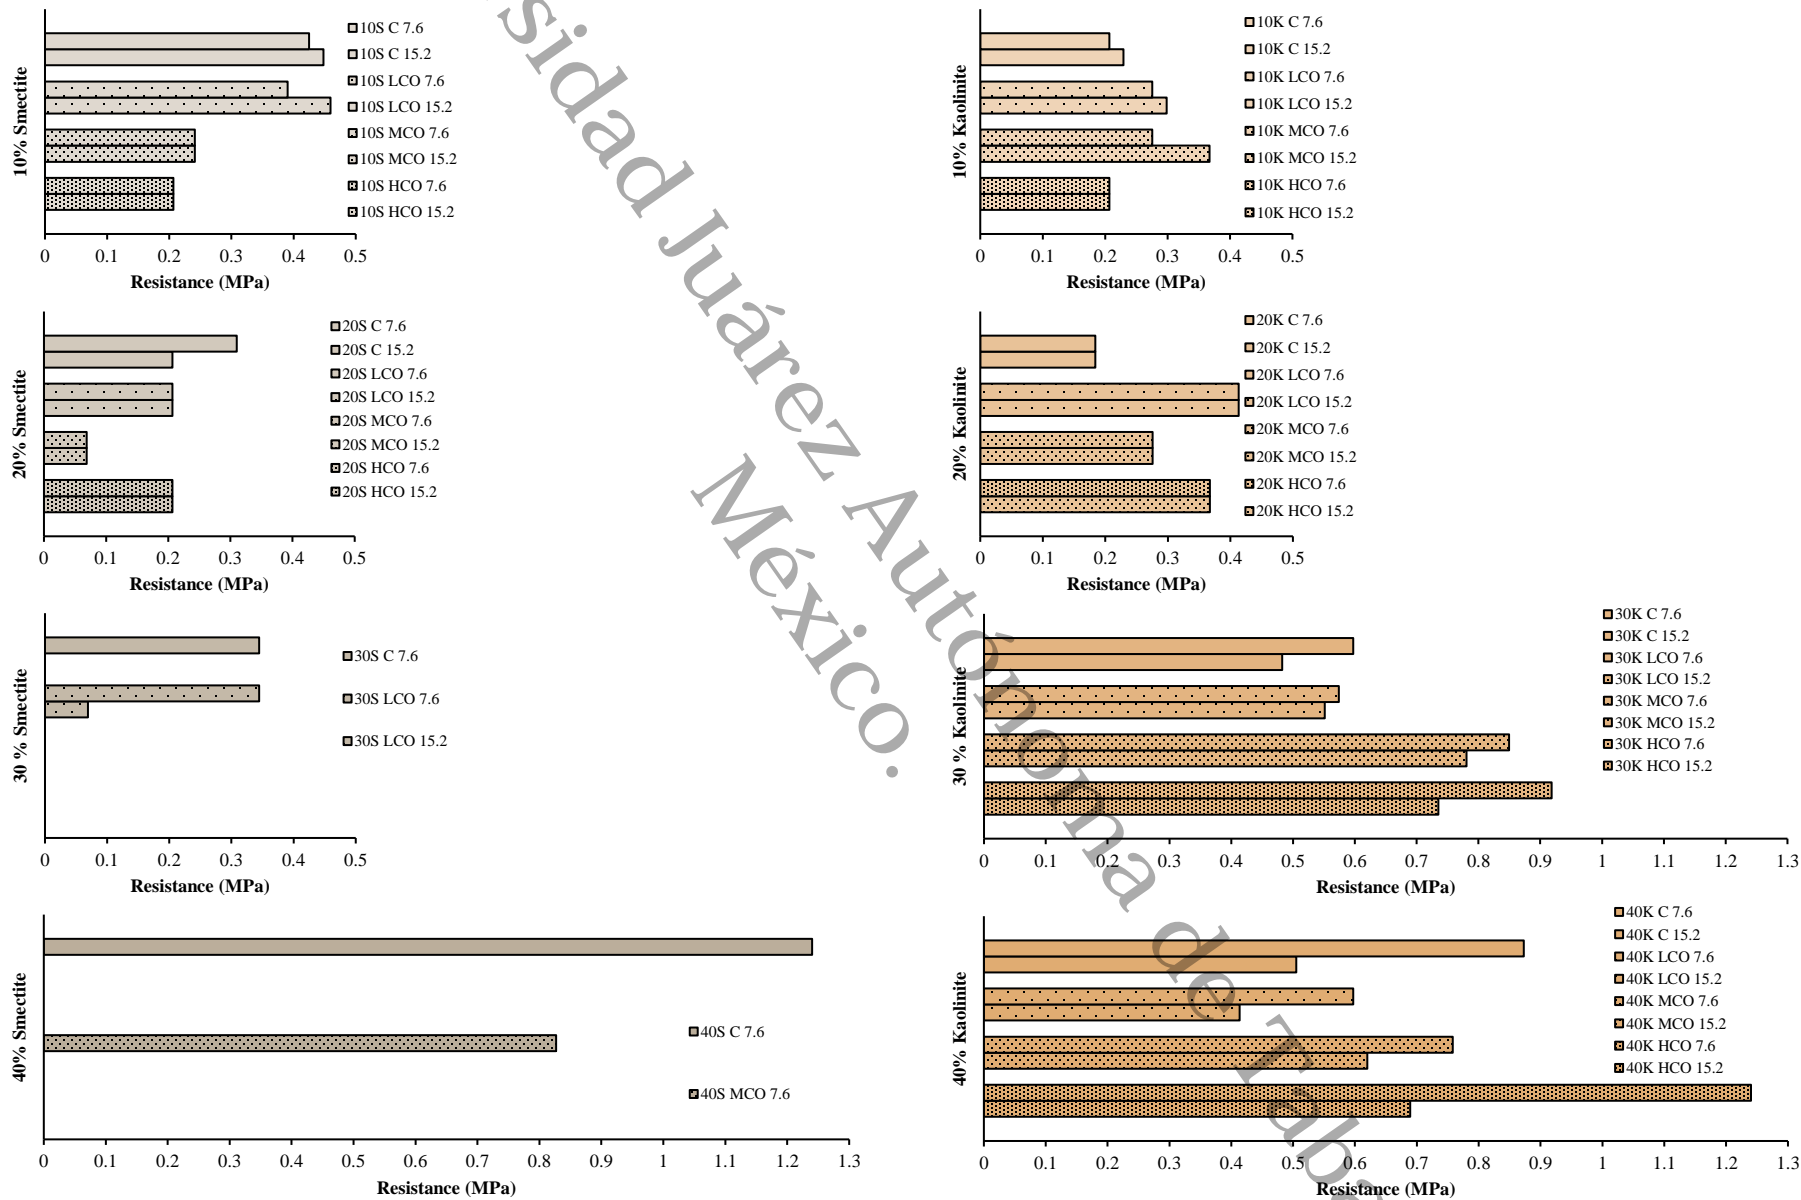 10% Smectite
10S C 7.6
10S C 15.2
10S LCO 7.6
10S LCO 15.2
10S MCO 7.6
10S MCO 15.2
10S HCO 7.6
10S HCO 15.2
0 0.1 0.2 0.3 0.4 0.5
Resistance (MPa)
10% Kaolinite
10K C 7.6
10K C 15.2
10K LCO 7.6
10K LCO 15.2
10K MCO 7.6
10K MCO 15.2
10K HCO 7.6
10K HCO 15.2
0 0.1 0.2 0.3 0.4 0.5
Resistance (MPa)
20% Smectite
20S C 7.6
20S C 15.2
20S LCO 7.6
20S LCO 15.2
20S MCO 7.6
20S MCO 15.2
20S HCO 7.6
20S HCO 15.2
0 0.1 0.2 0.3 0.4 0.5
Resistance (MPa)
20% Kaolinite
20K C 7.6
20K C 15.2
20K LCO 7.6
20K LCO 15.2
20K MCO 7.6
20K MCO 15.2
20K HCO 7.6
20K HCO 15.2
0 0.1 0.2 0.3 0.4 0.5
Resistance (MPa)
30 % Smectite
30S C 7.6
30S LCO 7.6
30S LCO 15.2
0 0.1 0.2 0.3 0.4 0.5
Resistance (MPa)
30 % Kaolinite
30K C 7.6
30K C 15.2
30K LCO 7.6
30K LCO 15.2
30K MCO 7.6
30K MCO 15.2
30K HCO 7.6
30K HCO 15.2
0 0.1 0.2 0.3 0.4 0.5 0.6 0.7 0.8 0.9 1 1.1 1.2 1.3
Resistance (MPa)
40% Smectite
40S C 7.6
40S MCO 7.6
0 0.1 0.2 0.3 0.4 0.5 0.6 0.7 0.8 0.9 1 1.1 1.2 1.3
Resistance (MPa)
40% Kaolinite
40K C 7.6
40K C 15.2
40K LCO 7.6
40K LCO 15.2
40K MCO 7.6
40K MCO 15.2
40K HCO 7.6
40K HCO 15.2
0 0.1 0.2 0.3 0.4 0.5 0.6 0.7 0.8 0.9 1 1.1 1.2 1.3
Resistance (MPa)
sidad Juárez Autónoma de Taba
México.